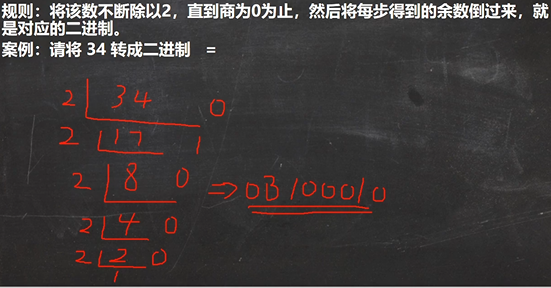 规则：将该数不断除以2，直到商为0为止，然后将每步得到的余数倒过来，就
是对应的二进制。
案例：请将 34 转成二进制 =
2 34 0
2 17 1
2 8 0 => 0B100010
2 4 0
2 2 0
1